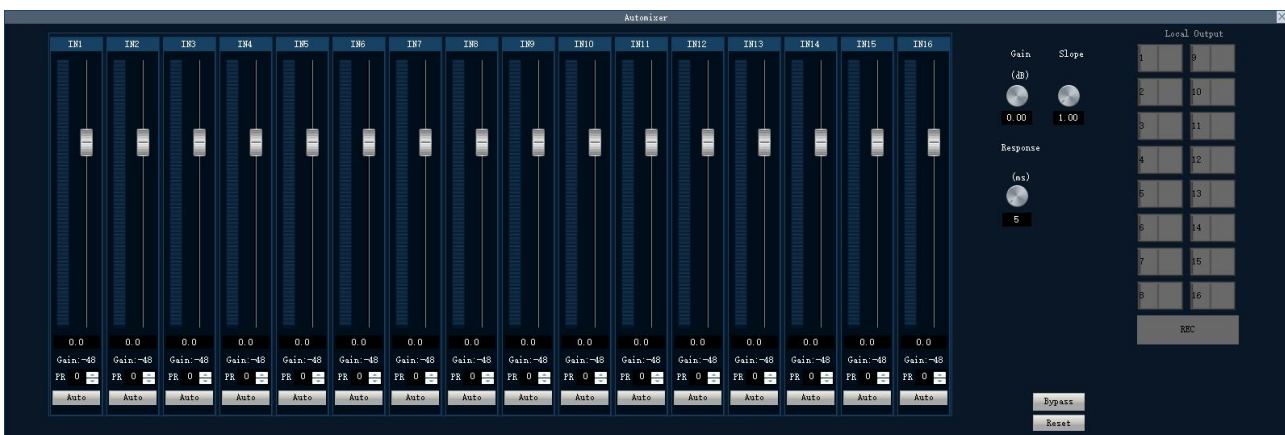 Automixer
IN1 IN2 IN3 IN4 IN5 IN6 IN7 IN8 IN9 IN10 IN11 IN12 IN13 IN14 IN15 IN16
0.0 0.0 0.0 0.0 0.0 0.0 0.0 0.0 0.0 0.0 0.0 0.0 0.0 0.0 0.0 0.0
Gain:-48 Gain:-48 Gain:-48 Gain:-48 Gain:-48 Gain:-48 Gain:-48 Gain:-48 Gain:-48 Gain:-48 Gain:-48 Gain:-48 Gain:-48 Gain:-48 Gain:-48 Gain:-48
PR 0 PR 0 PR 0 PR 0 PR 0 PR 0 PR 0 PR 0 PR 0 PR 0 PR 0 PR 0 PR 0 PR 0 PR 0 PR 0
Auto Auto Auto Auto Auto Auto Auto Auto Auto Auto Auto Auto Auto Auto Auto Auto
Gain Slope
(dB)
0.00 1.00
Response
(ms)
5
Bypass
Reset
Local Output
1 9
2 10
3 11
4 12
5 13
6 14
7 15
8 16
REC